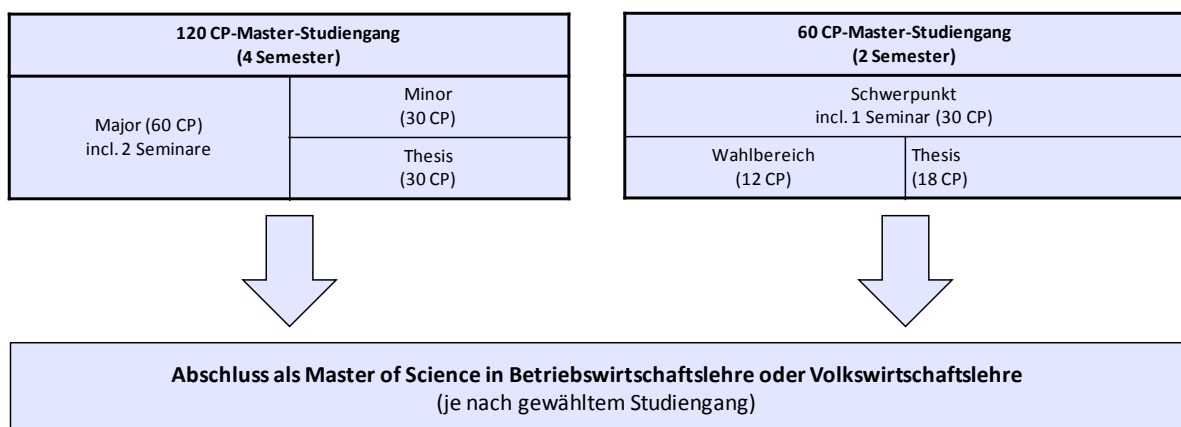 120 CP-Master-Studiengang
(4 Semester)
Major (60 CP)
incl. 2 Seminare
Minor
(30 CP)
Thesis
(30 CP)
60 CP-Master-Studiengang
(2 Semester)
Schwerpunkt
incl. 1 Seminar (30 CP)
Wahlbereich
(12 CP)
Thesis
(18 CP)
Abschluss als Master of Science in Betriebswirtschaftslehre oder Volkswirtschaftslehre
(je nach gewähltem Studiengang)